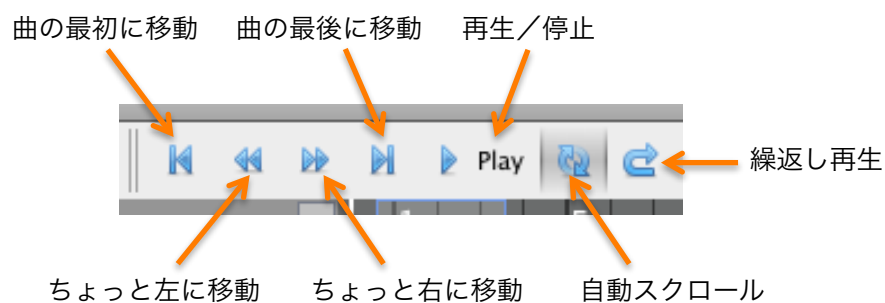 曲の最初に移動
曲の最後に移動
再生／停止
Play
繰返し再生
ちょっと左に移動
ちょっと右に移動
自動スクロール